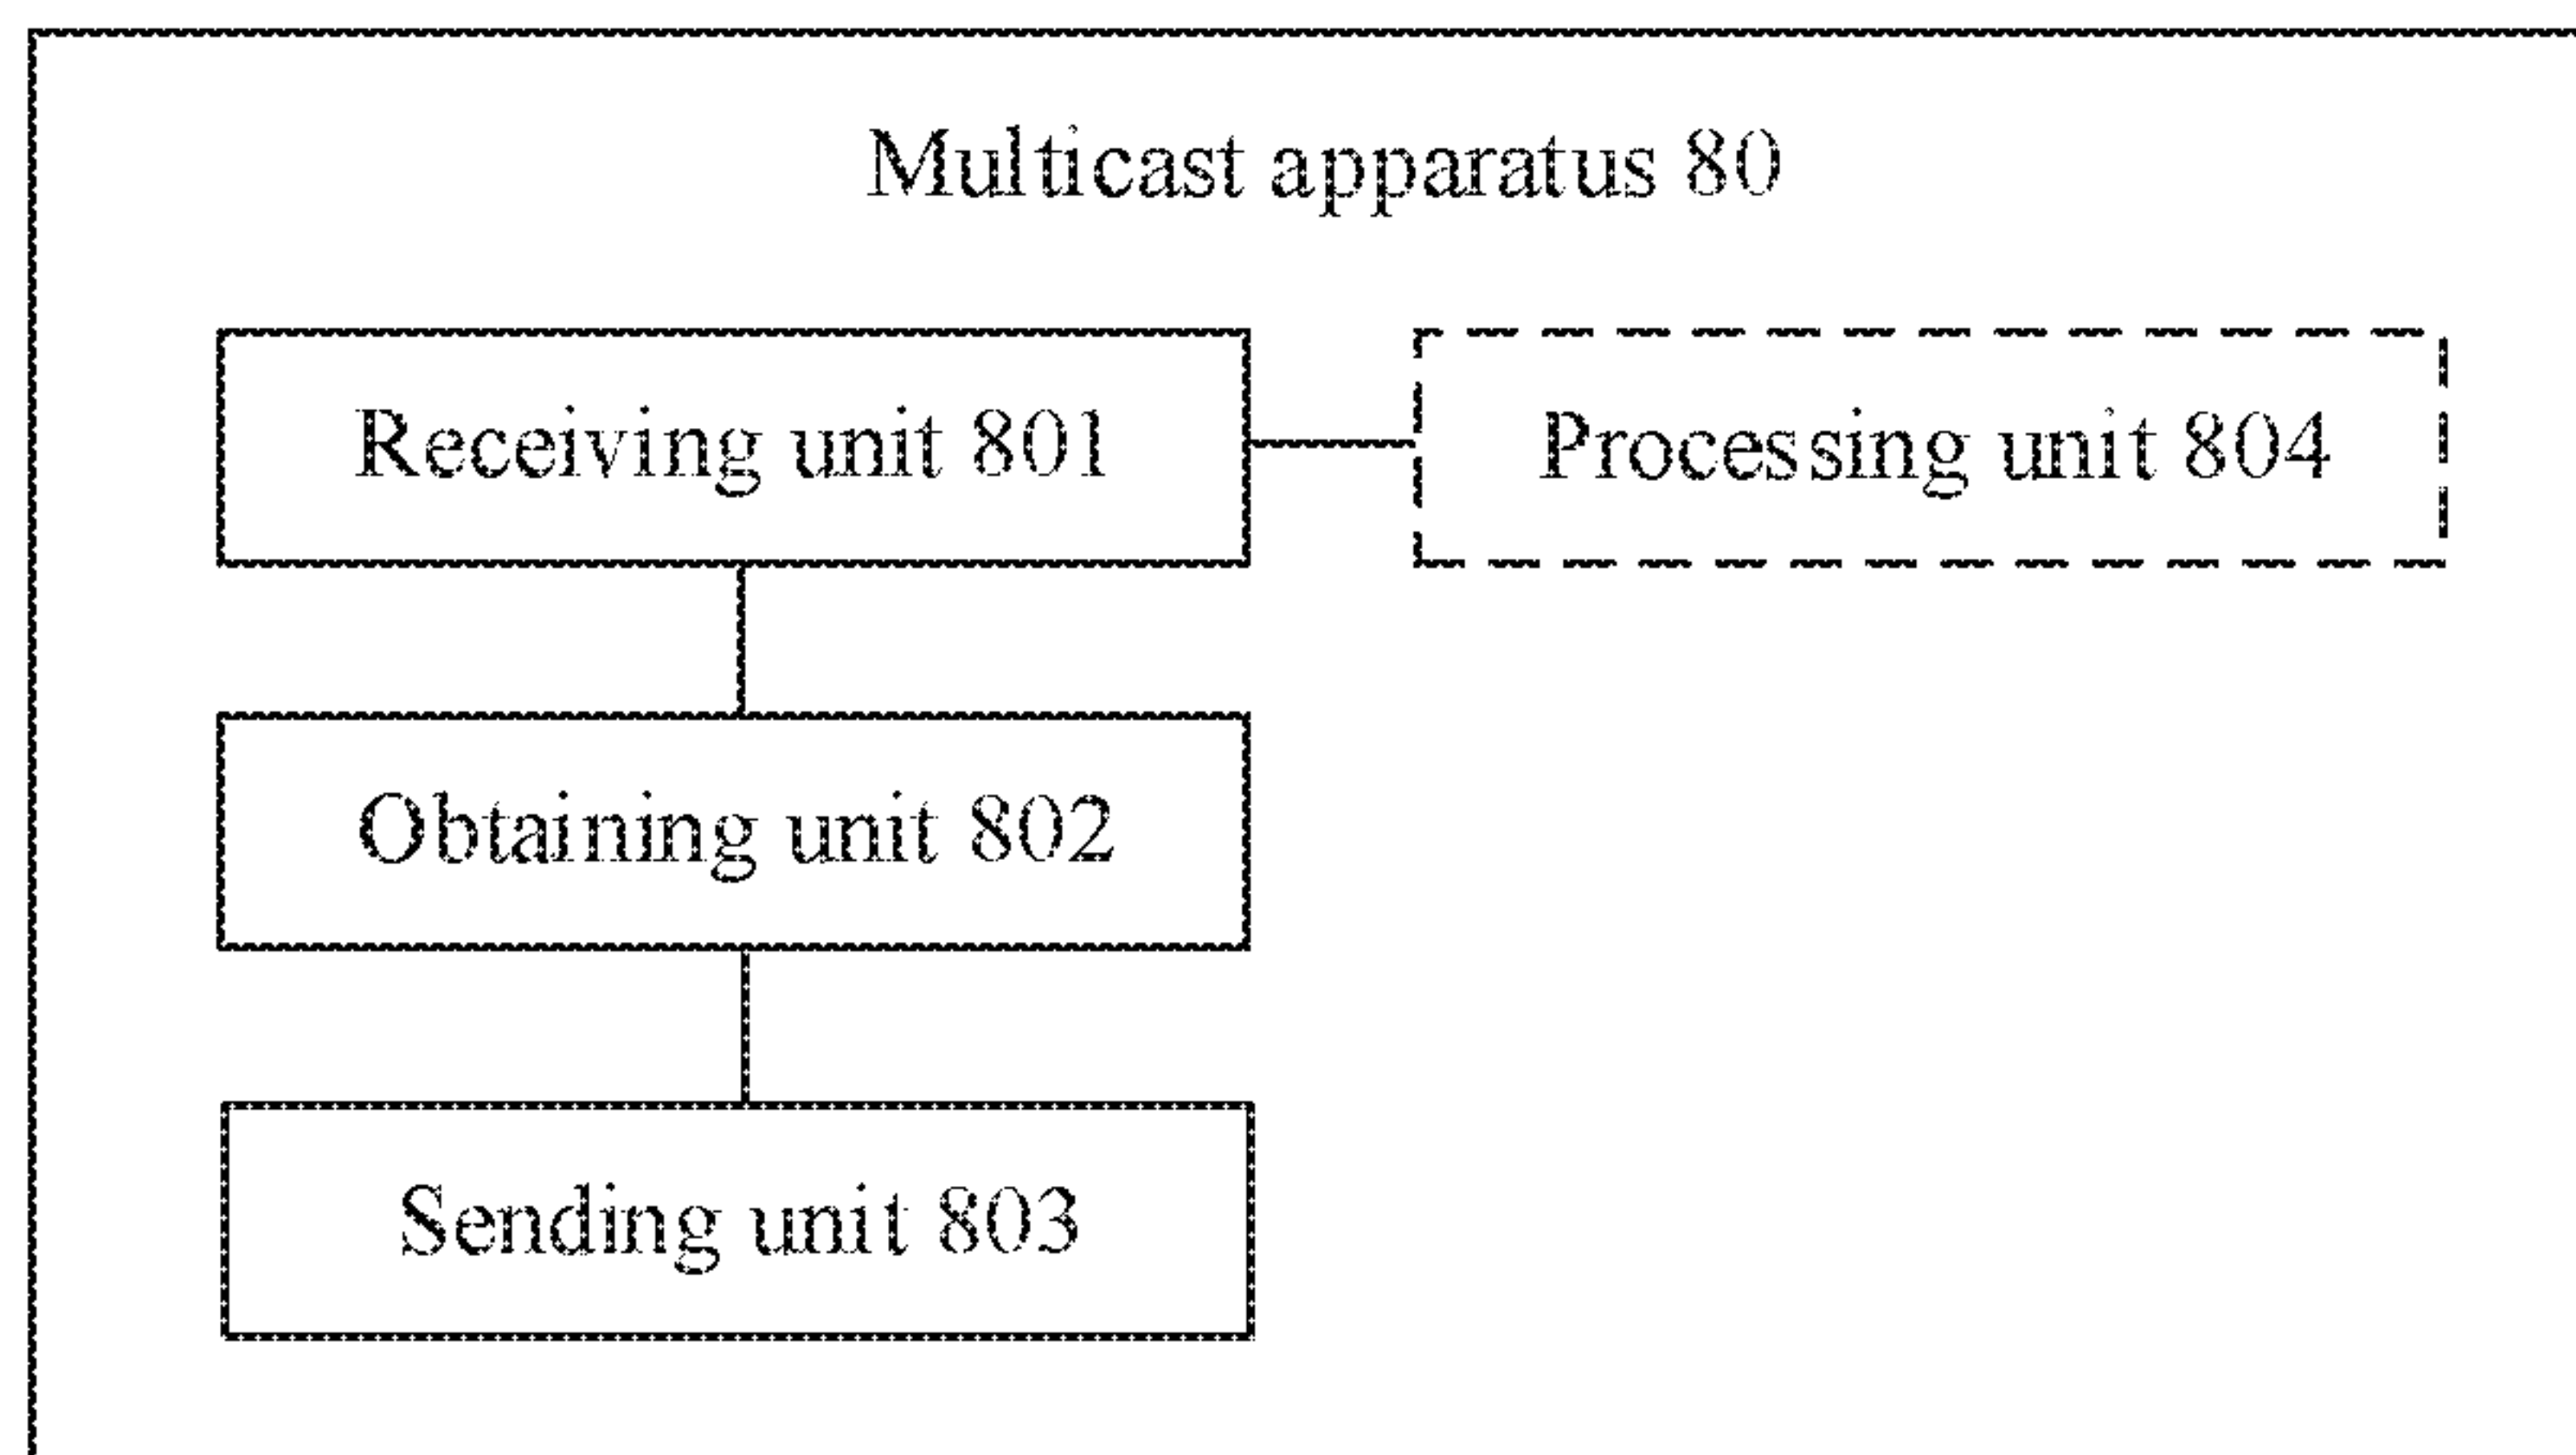 Multicast apparatus 80
Receiving unit 801
Processing unit 804
Obtaining unit 802
Sending unit 803